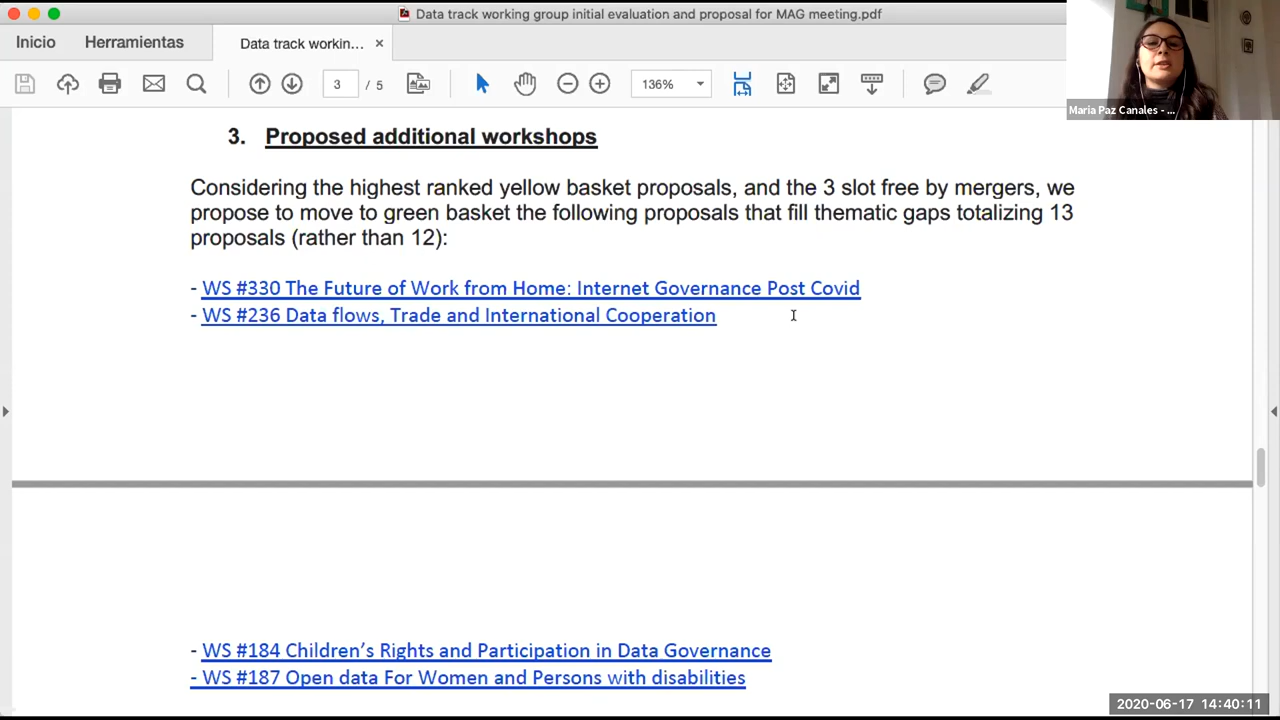 Data track working group initial evaluation and proposal for MAG meeting.pdf
Inicio
Herramientas
Data track workin...
3 / 5
136%
Maria Paz Canales - ...
3. Proposed additional workshops
Considering the highest ranked yellow basket proposals, and the 3 slot free by mergers, we
propose to move to green basket the following proposals that fill thematic gaps totalizing 13
proposals (rather than 12):
- WS #330 The Future of Work from Home: Internet Governance Post Covid
- WS #236 Data flows, Trade and International Cooperation
- WS #184 Children’s Rights and Participation in Data Governance
- WS #187 Open data For Women and Persons with disabilities
2020-06-17 14:40:11